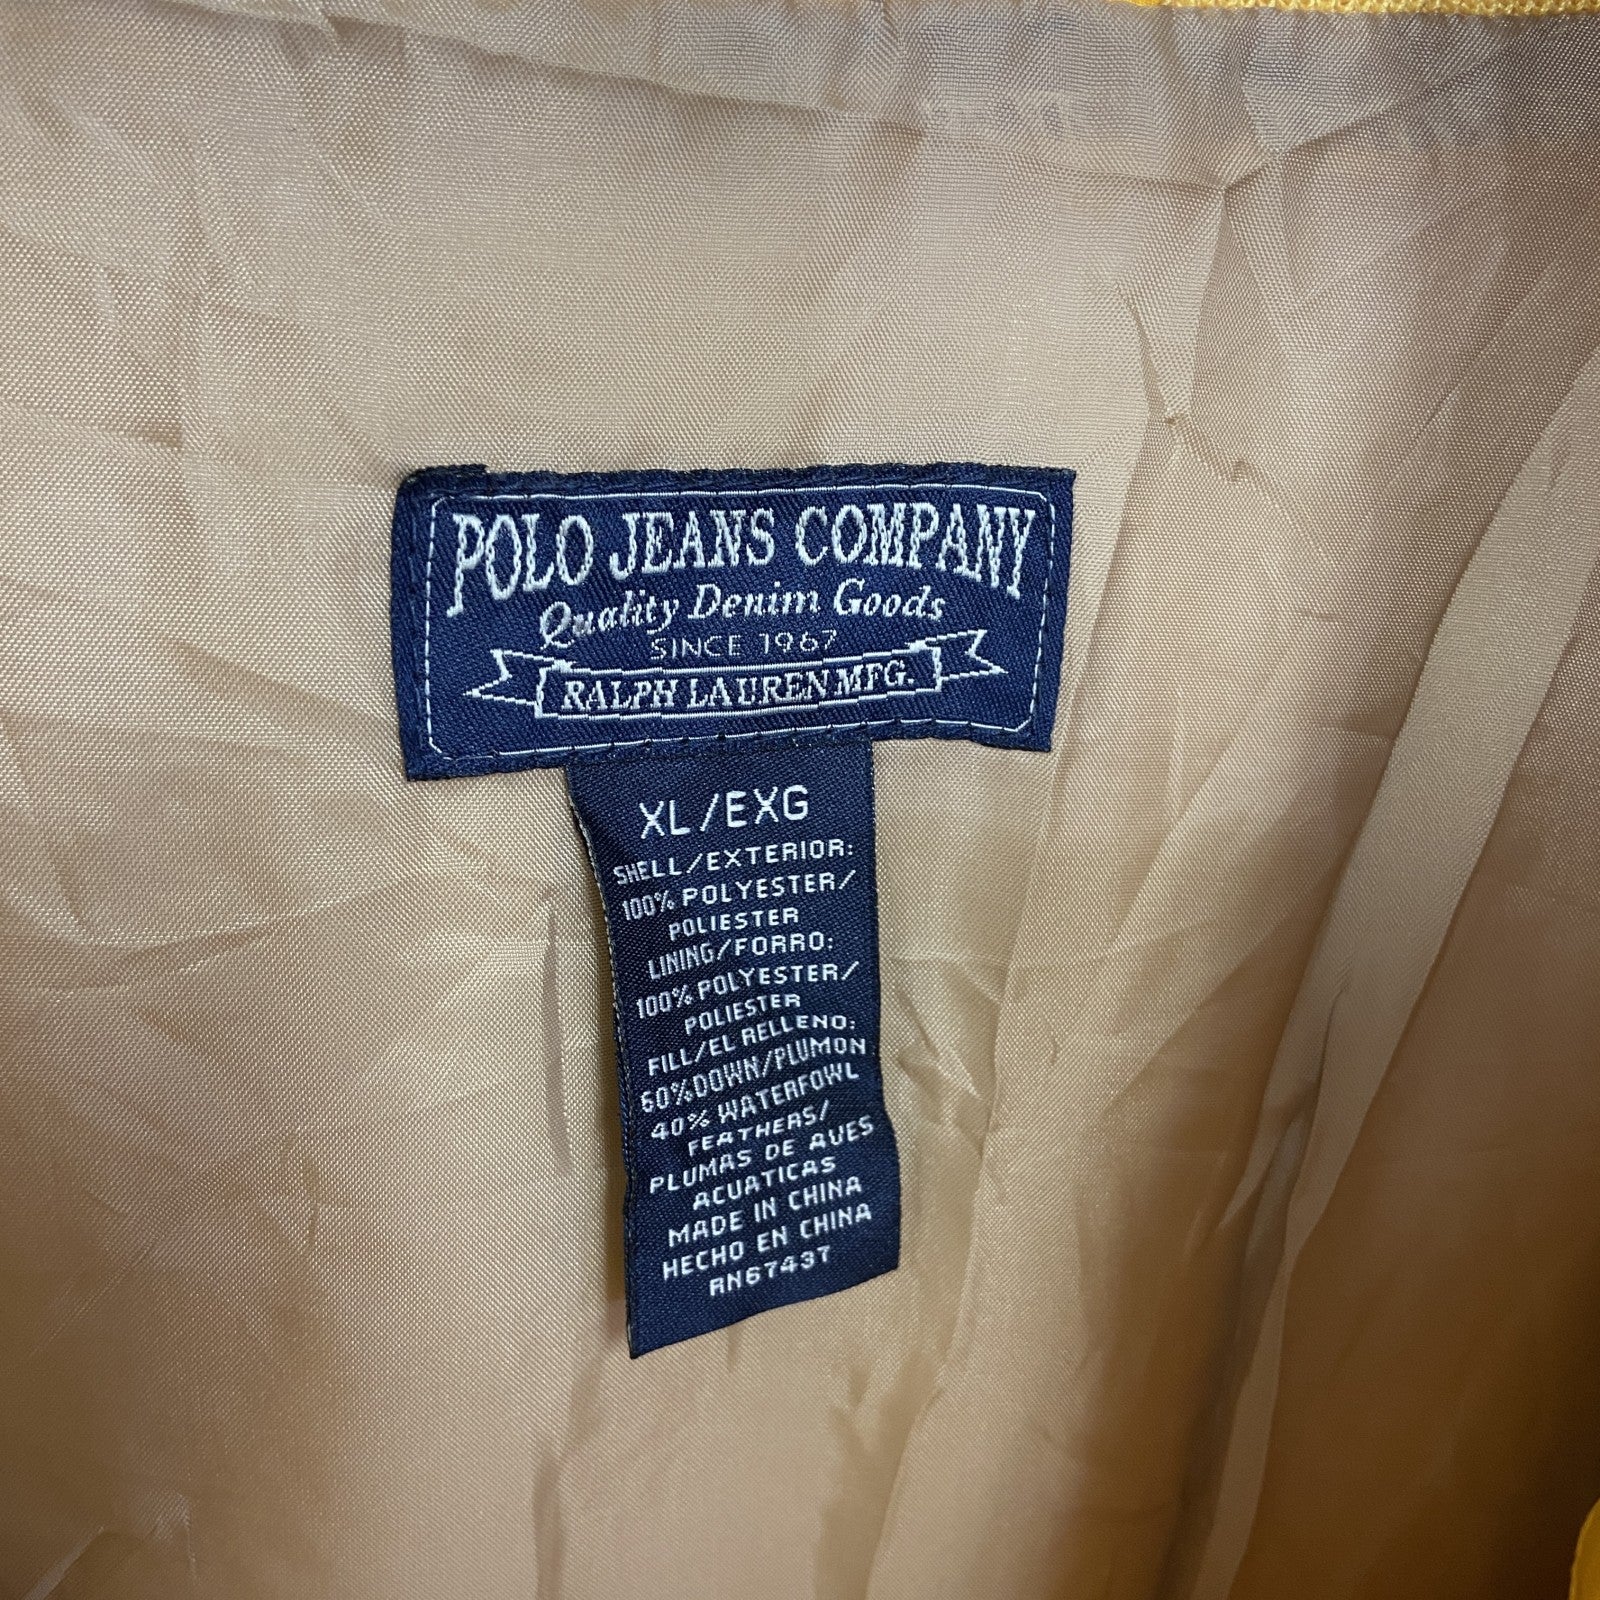 POLO JEANS COMPANY
Quality Denim Goods
SINCE 1967
RALPH LAUREN MFG.
XL/EXG
SHELL/EXTERIOR:
100% POLYESTER/
POLIESTER
LINING/FORRO:
100% POLYESTER/
POLIESTER
FILL/EL RELLENO:
60%DOWN/PLUMON
40% WATERFOWL
FEATHERS/
PLUMAS DE AVES
ACUATICAS
MADE IN CHINA
HECHO EN CHINA
RN67437